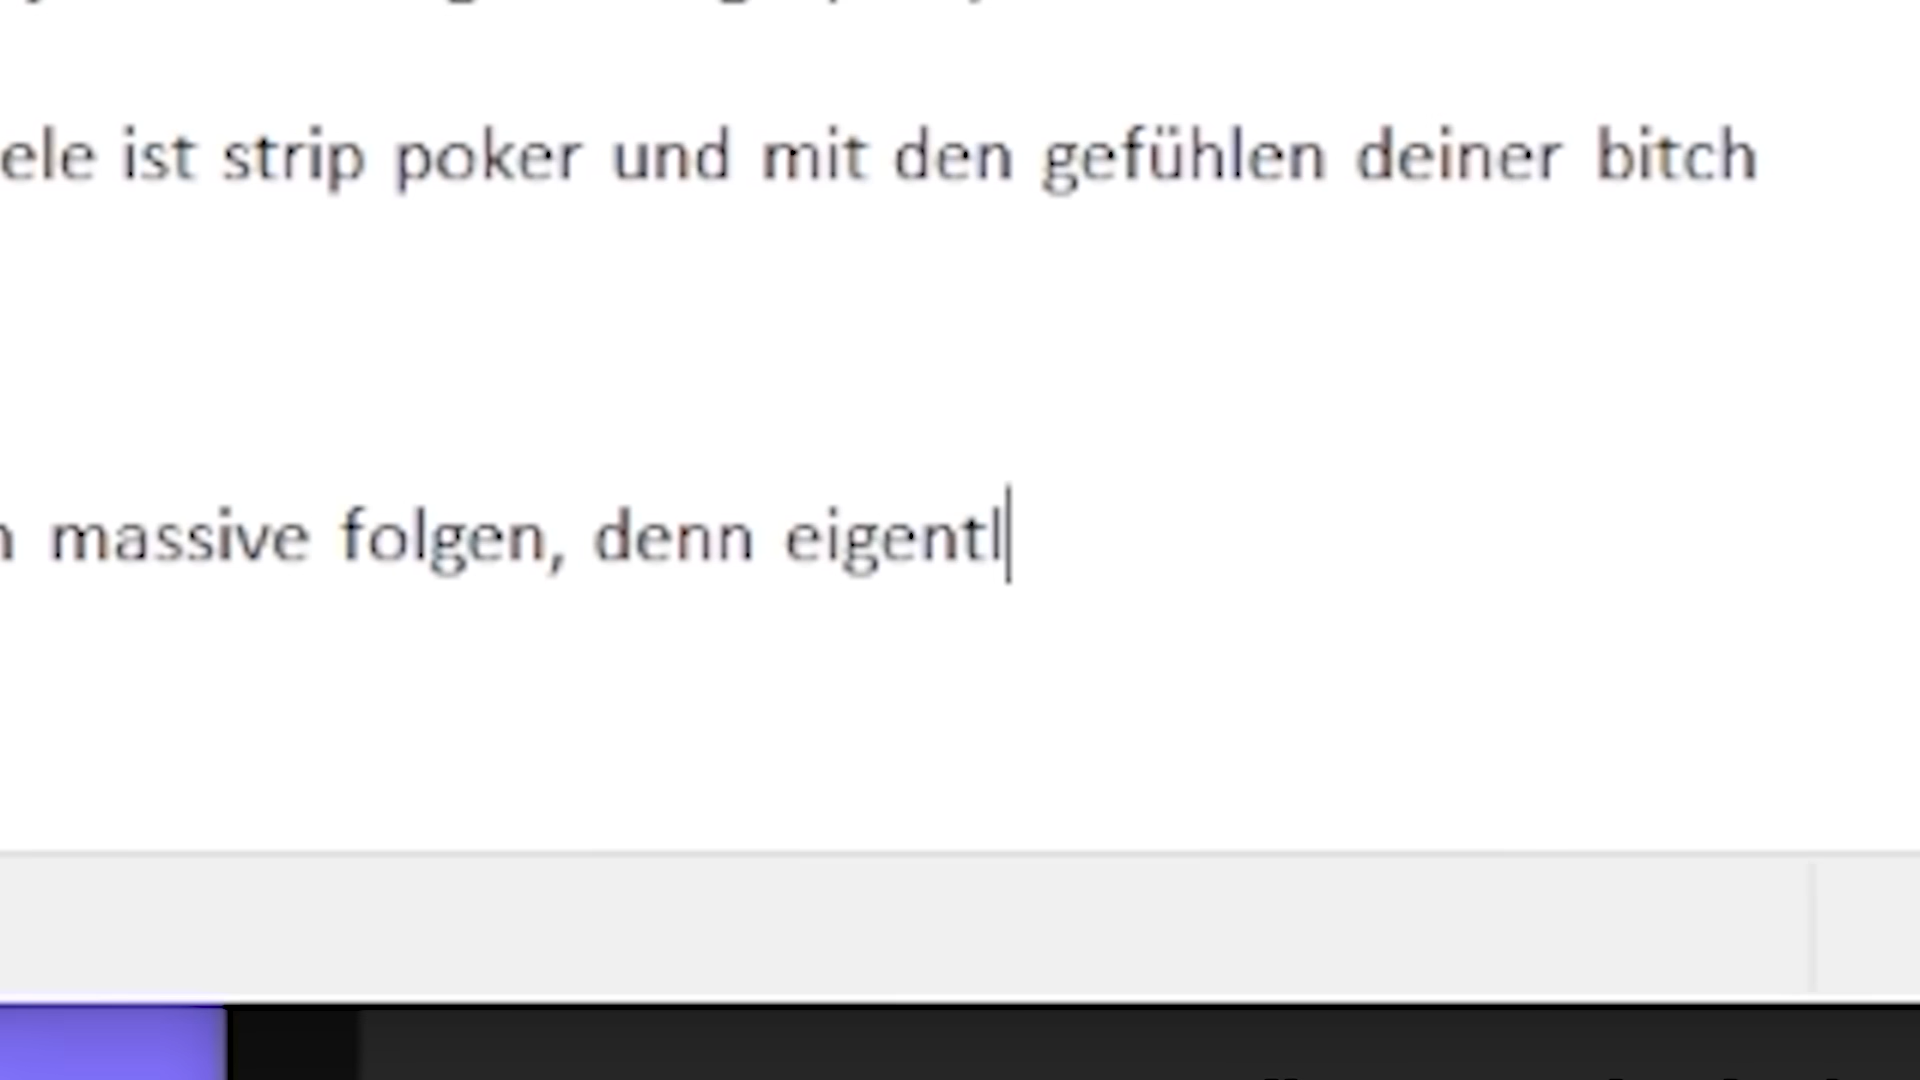 ele ist strip poker und mit den gefühlen deiner bitch
massive folgen, denn eigentl